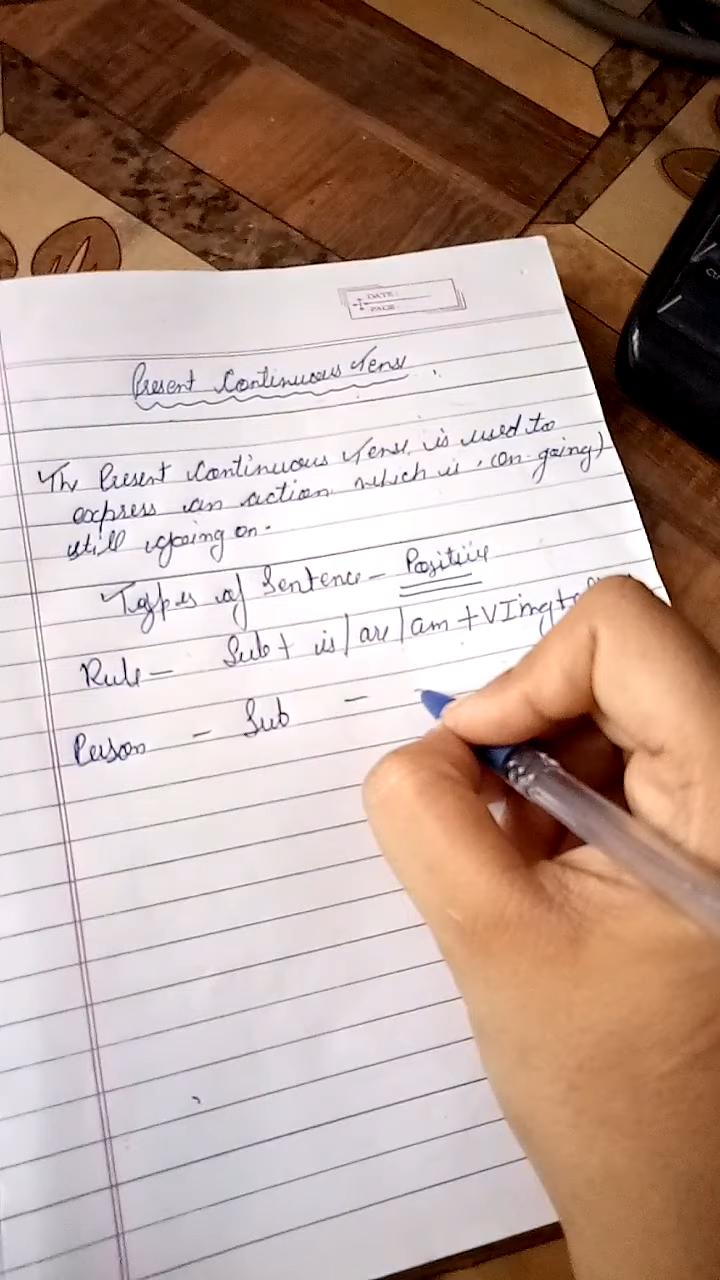 DATE:
PAGE:
Present Continuous Tense
The Present Continuous Tense is used to
express an action which is (on going)
still going on.
Types of Sentence - Positive
Rule - Sub + is/are/am + VIing +
Person - Sub -